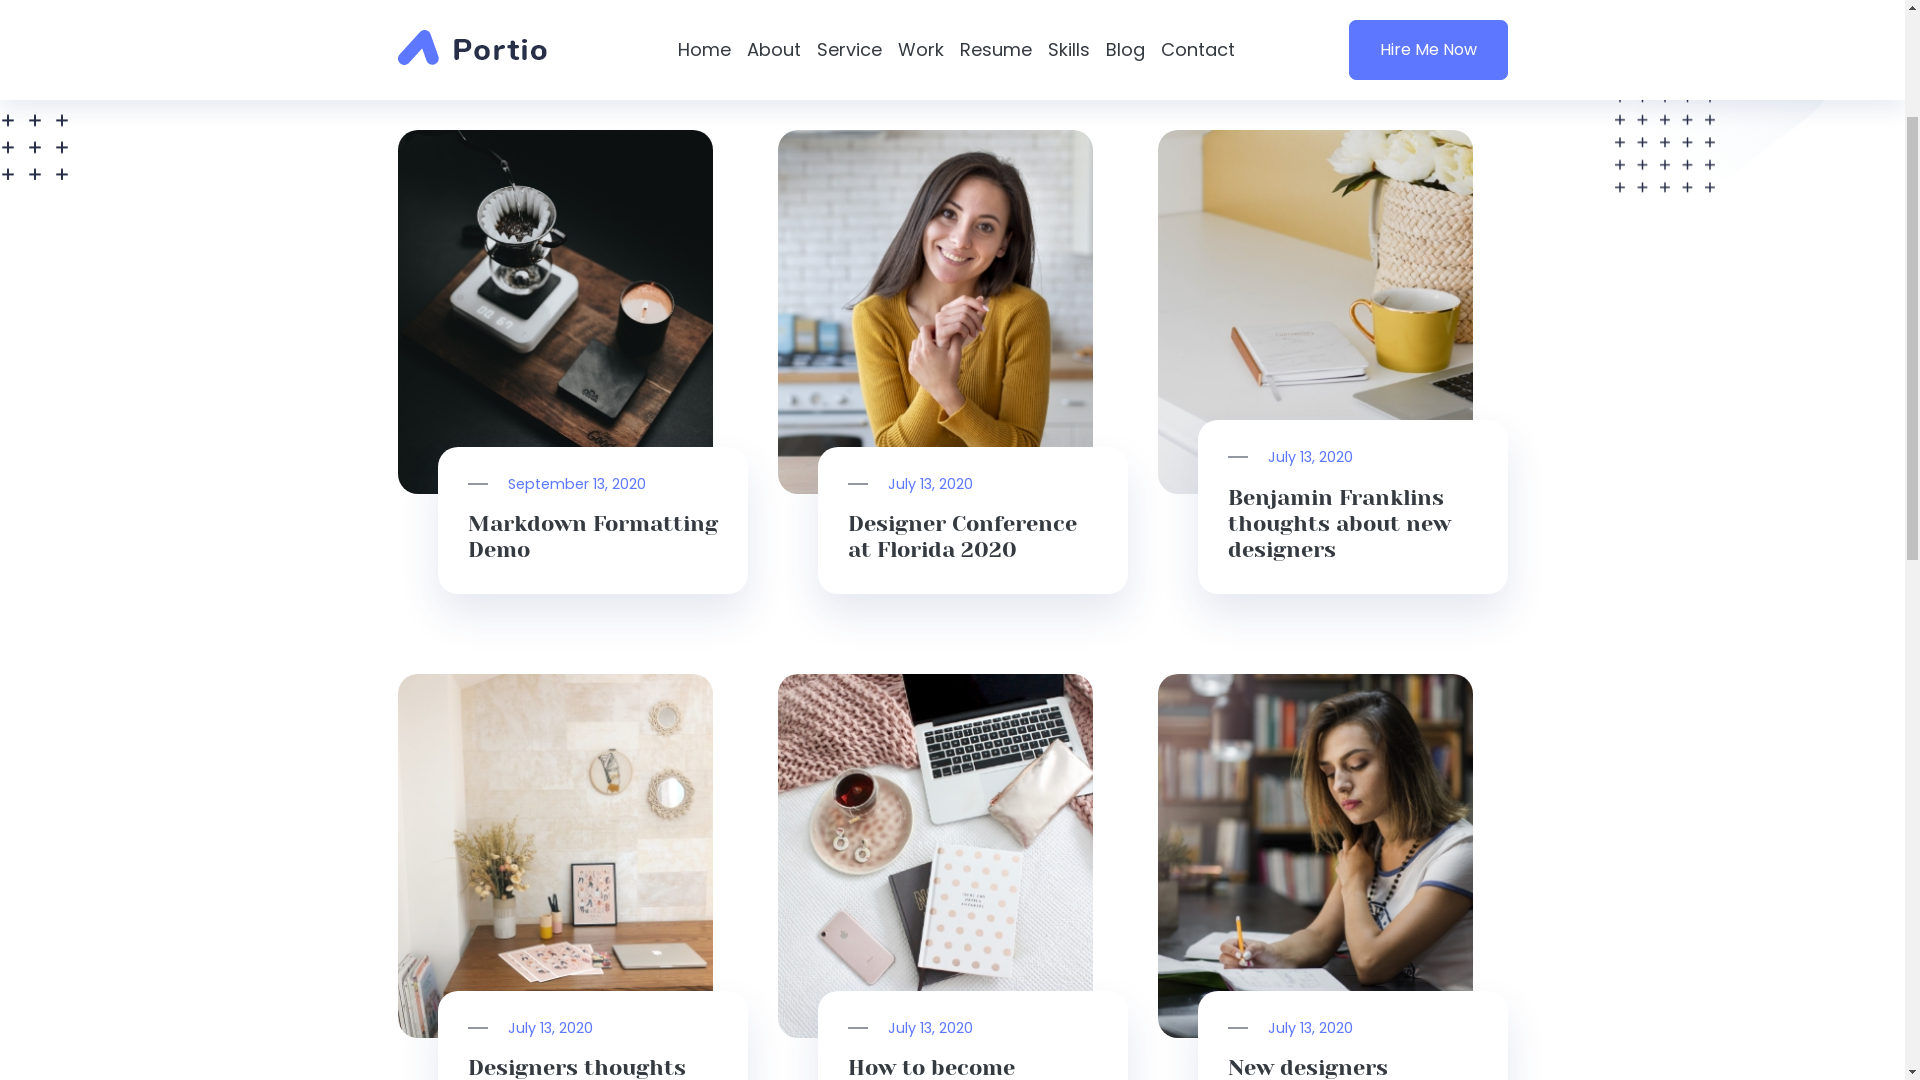 Portio
Home About Service Work Resume Skills Blog Contact
Hire Me Now
September 13, 2020
Markdown Formatting
Demo
July 13, 2020
Designer Conference
at Florida 2020
July 13, 2020
Benjamin Franklins
thoughts about new
designers
July 13, 2020
Designers thoughts
July 13, 2020
How to become
July 13, 2020
New designers